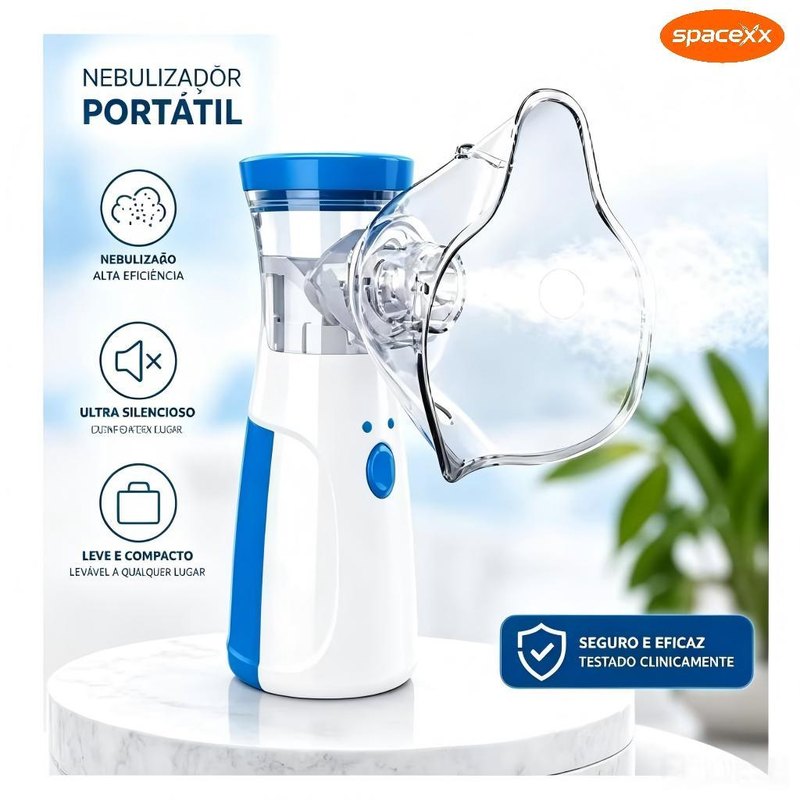 spacexx
NEBULIZADŎR
PORTÁTIL
NEBULIZAÃO
ALTA EFICIÊNCIA
ULTRA SILENCIOSO
LUGAR
LEVE E COMPACTO
LEVÁVEL A QUALQUER LUGAR
SEGURO E EFICAZ
TESTADO CLINICAMENTE